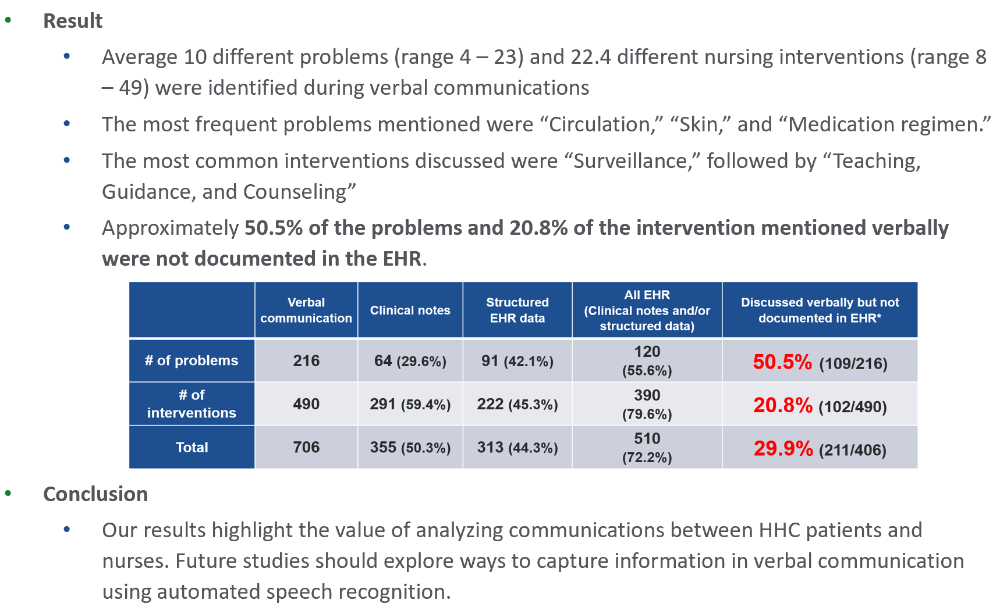 • Result
• Average 10 different problems (range 4 – 23) and 22.4 different nursing interventions (range 8
– 49) were identified during verbal communications
• The most frequent problems mentioned were “Circulation,” “Skin,” and “Medication regimen.”
• The most common interventions discussed were “Surveillance,” followed by “Teaching,
Guidance, and Counseling”
• Approximately 50.5% of the problems and 20.8% of the intervention mentioned verbally
were not documented in the EHR.
Verbal
communication
Clinical notes
Structured
EHR data
All EHR
(Clinical notes and/or
structured data)
Discussed verbally but not
documented in EHR*
# of problems
216
64 (29.6%)
91 (42.1%)
120
(55.6%)
50.5% (109/216)
# of
interventions
490
291 (59.4%)
222 (45.3%)
390
(79.6%)
20.8% (102/490)
Total
706
355 (50.3%)
313 (44.3%)
510
(72.2%)
29.9% (211/406)
• Conclusion
• Our results highlight the value of analyzing communications between HHC patients and
nurses. Future studies should explore ways to capture information in verbal communication
using automated speech recognition.